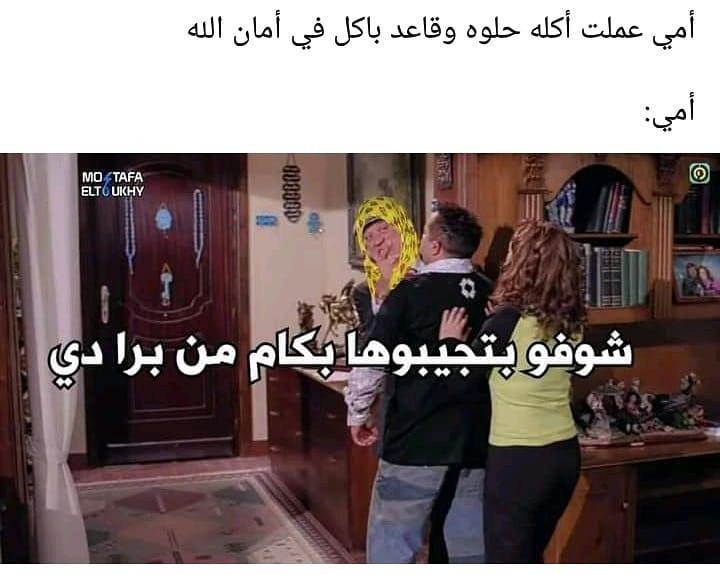 أمي عملت أكله حلوه وقاعد باكل في أمان الله
أمي:
MOSTAFA
ELTOUKHY
شوفو بتجيبوها بكام من برا دي